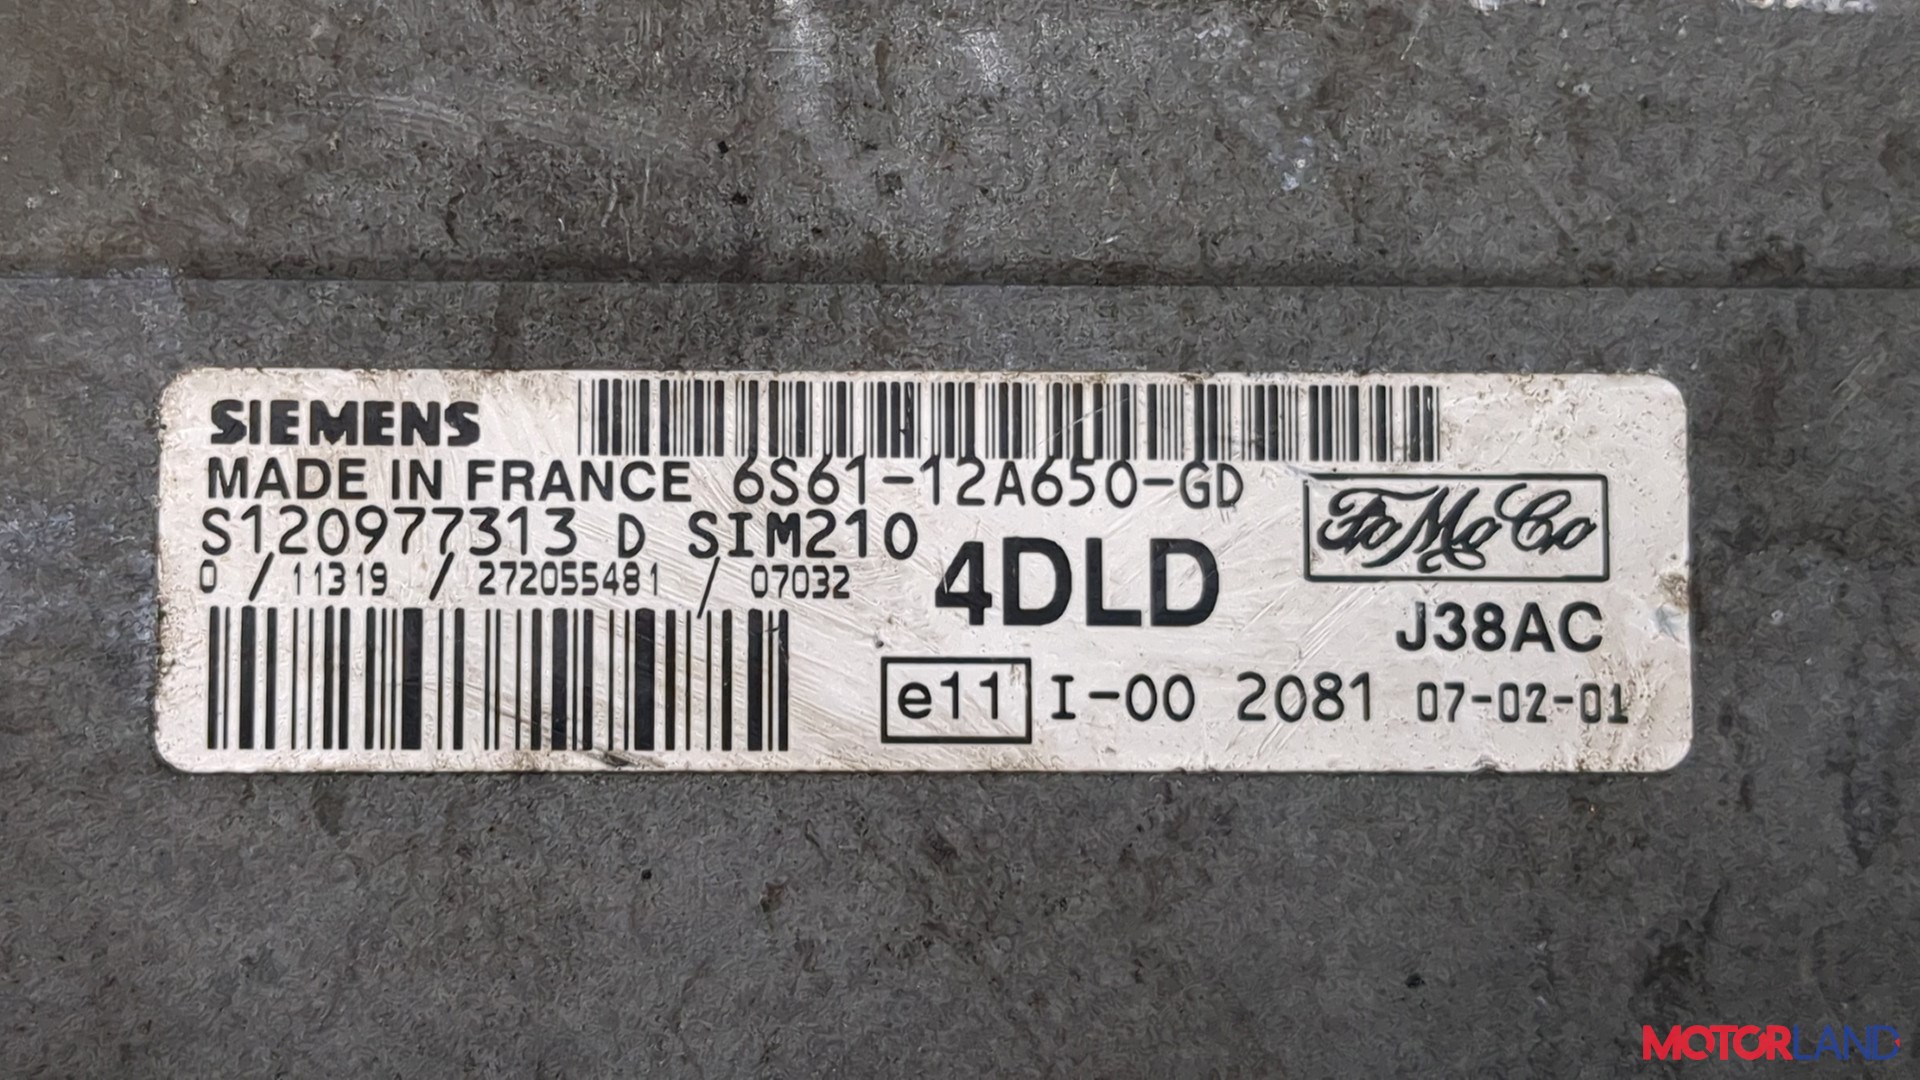 SIEMENS
MADE IN FRANCE 6S61-12A650-GD
S120977313 D SIM210
0 / 11319 / 272055481 / 07032
4DLD
FoMoCo
J38AC
e11 I-00 2081 07-02-01
MOTORLAND